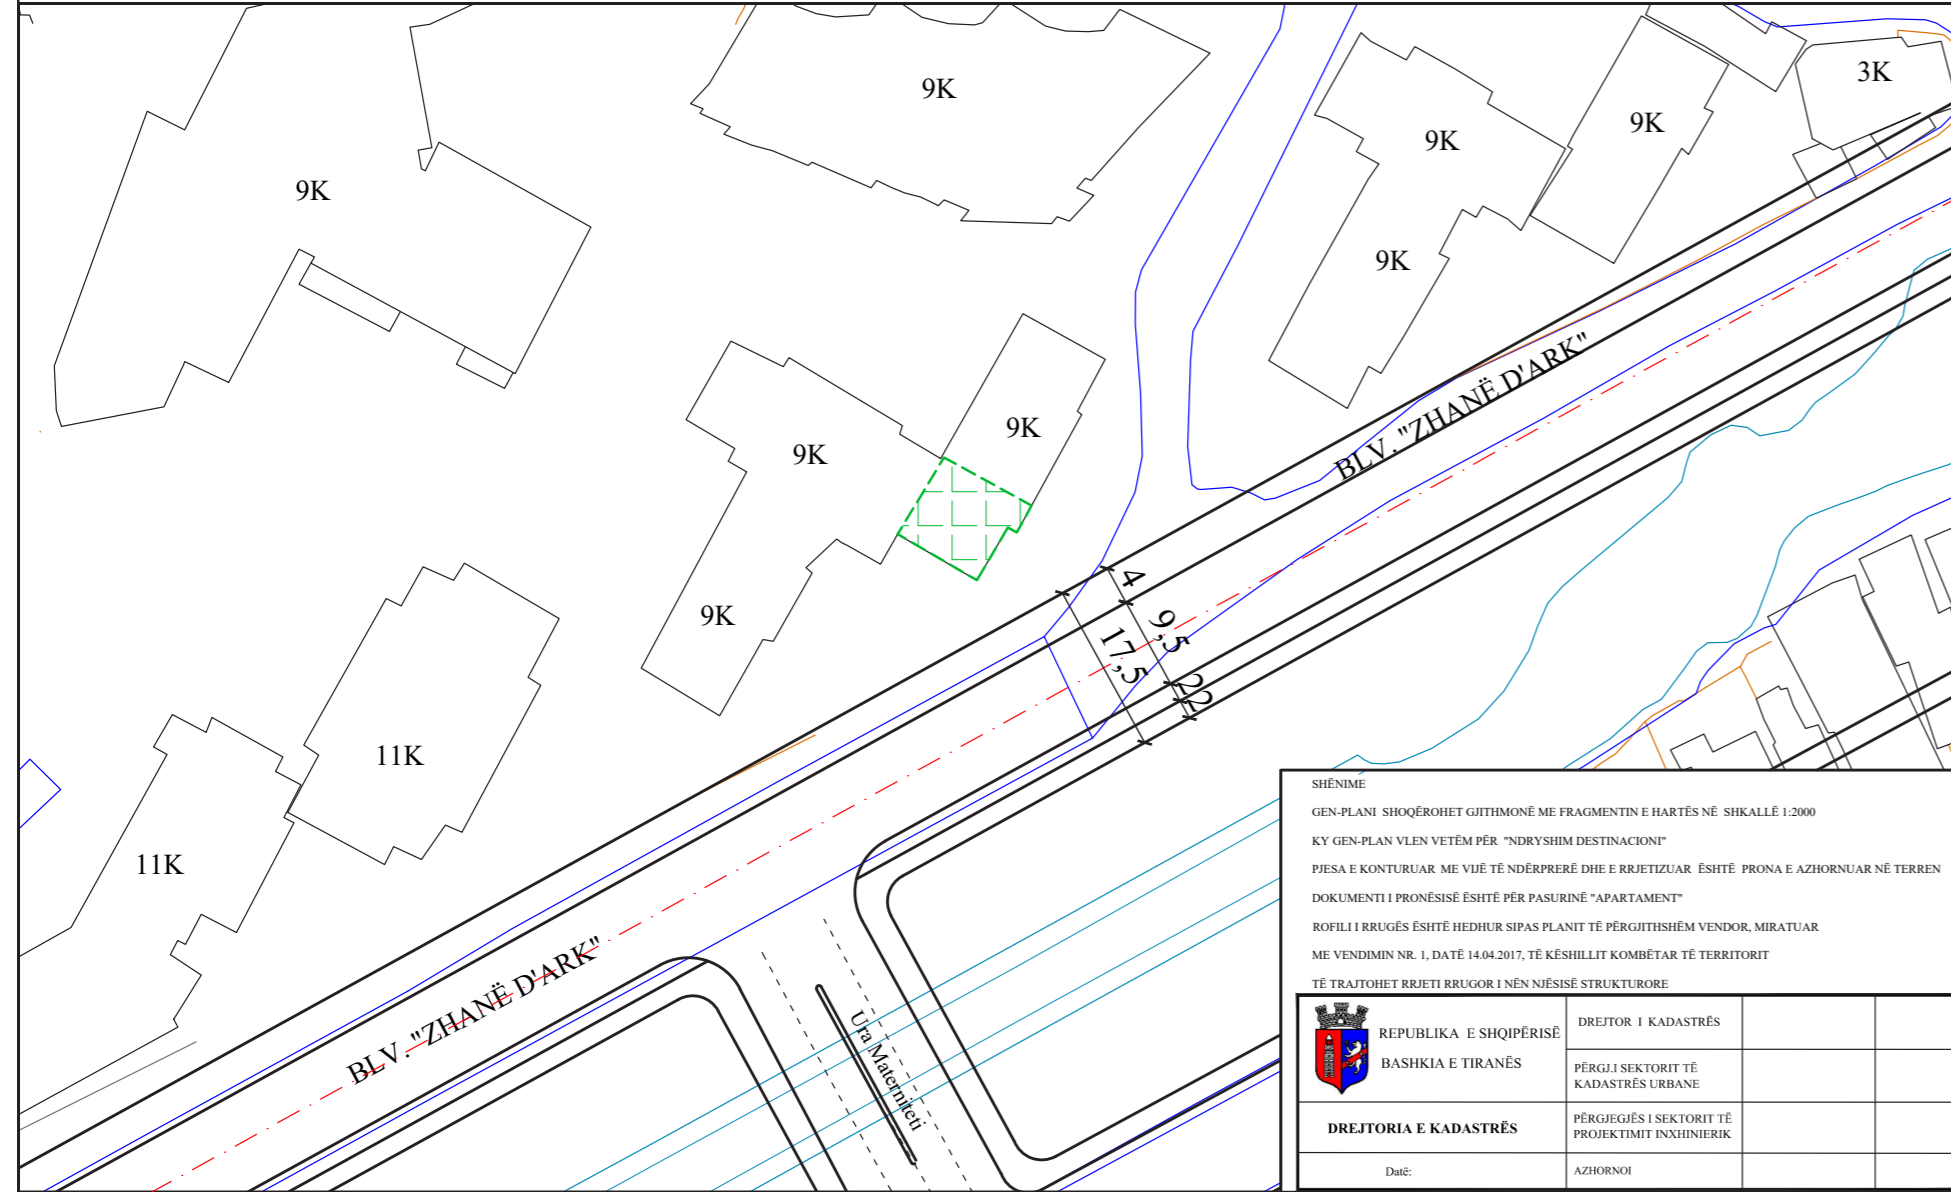 3K
9K
9K
9K
9K
9K
9K
9K
9K
9K
11K
11K
BLV. "ZHANË D'ARK"
4
9,5
17,5
2
2
BLV. "ZHANË D'ARK"
Ura Materniteti
SHËNIME
GEN-PLANI SHOQËROHET GJITHMONË ME FRAGMENTIN E HARTËS NË SHKALLË 1:2000
KY GEN-PLAN VLEN VETËM PËR "NDRYSHIM DESTINACIONI"
PJESA E KONTURUAR ME VIJË TË NDËRPRERË DHE E RRJETIZUAR ËSHTË PRONA E AZHORNUAR NË TERREN
DOKUMENTI I PRONËSISË ËSHTË PËR PASURINË "APARTAMENT"
ROFILI I RRUGËS ËSHTË HEDHUR SIPAS PLANIT TË PËRGJITHSHËM VENDOR, MIRATUAR
ME VENDIMIN NR. 1, DATË 14.04.2017, TË KËSHILLIT KOMBËTAR TË TERRITORIT
TË TRAJTOHET RRJETI RRUGOR I NËN NJËSISË STRUKTURORE
REPUBLIKA E SHQIPËRISË
BASHKIA E TIRANËS
DREJTOR I KADASTRËS
PËRGJ.I SEKTORIT TË
KADASTRËS URBANE
DREJTORIA E KADASTRËS
PËRGJEGJËS I SEKTORIT TË
PROJEKTIMIT INXHINIERIK
Datë:
AZHORNOI